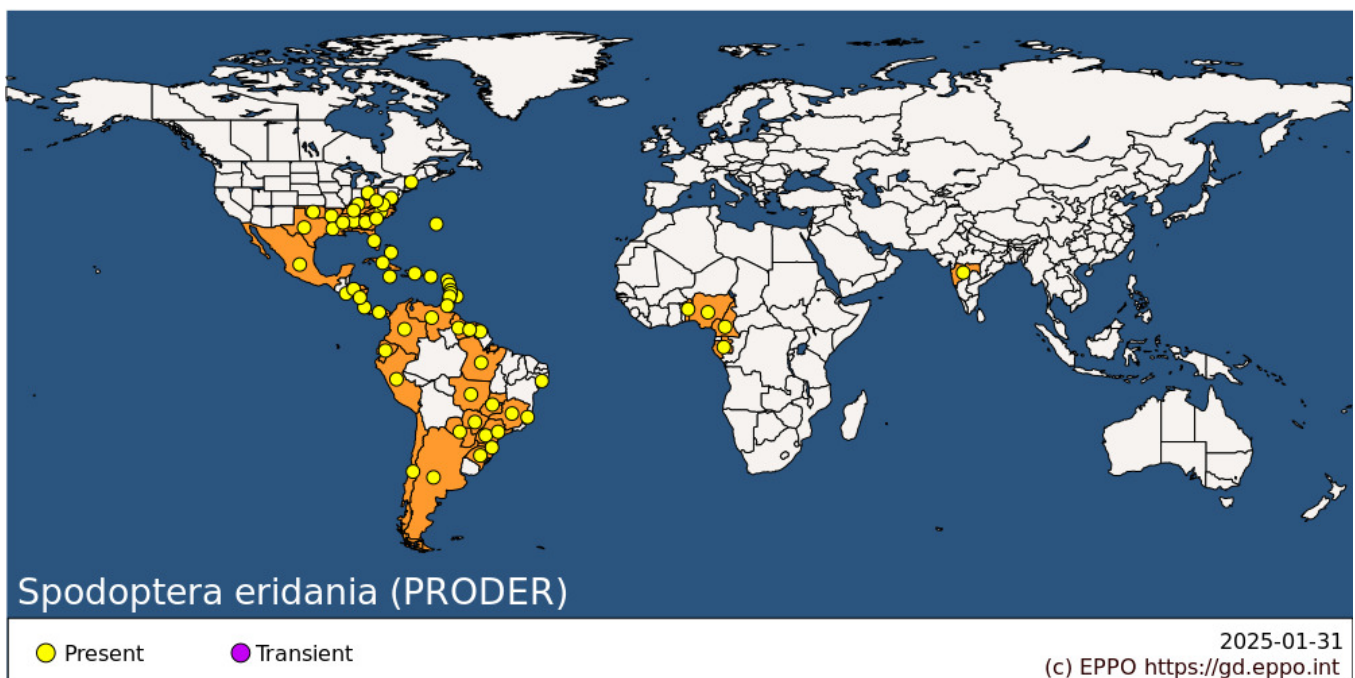 Spodoptera eridania (PRODER)
Present
Transient
2025-01-31
(c) EPPO https://gd.eppo.int